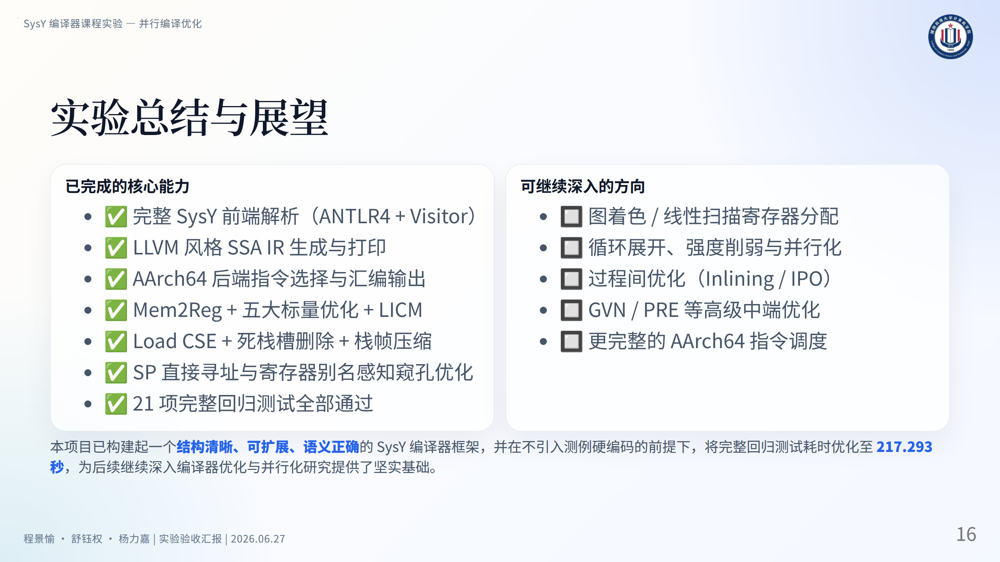 SysY 编译器课程实验 — 并行编译优化
国防科技大学计算机学院
1966
实验总结与展望
已完成的核心能力
• ✅ 完整 SysY 前端解析（ANTLR4 + Visitor）
• ✅ LLVM 风格 SSA IR 生成与打印
• ✅ AArch64 后端指令选择与汇编输出
• ✅ Mem2Reg + 五大标量优化 + LICM
• ✅ Load CSE + 死栈槽删除 + 栈帧压缩
• ✅ SP 直接寻址与寄存器别名感知窥孔优化
• ✅ 21 项完整回归测试全部通过
可继续深入的方向
• 🔲 图着色 / 线性扫描寄存器分配
• 🔲 循环展开、强度削弱与并行化
• 🔲 过程间优化（Inlining / IPO）
• 🔲 GVN / PRE 等高级中端优化
• 🔲 更完整的 AArch64 指令调度
本项目已构建起一个结构清晰、可扩展、语义正确的 SysY 编译器框架，并在不引入测例硬编码的前提下，将完整回归测试耗时优化至 217.293
秒，为后续继续深入编译器优化与并行化研究提供了坚实基础。
程景愉 • 舒钰权 • 杨力嘉 | 实验验收汇报 | 2026.06.27
16